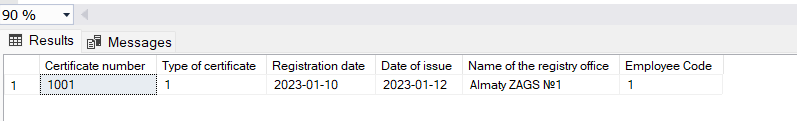 90 %
Results Messages
Certificate number Type of certificate Registration date Date of issue Name of the registry office Employee Code
1 1001 1 2023-01-10 2023-01-12 Almaty ZAGS №1 1